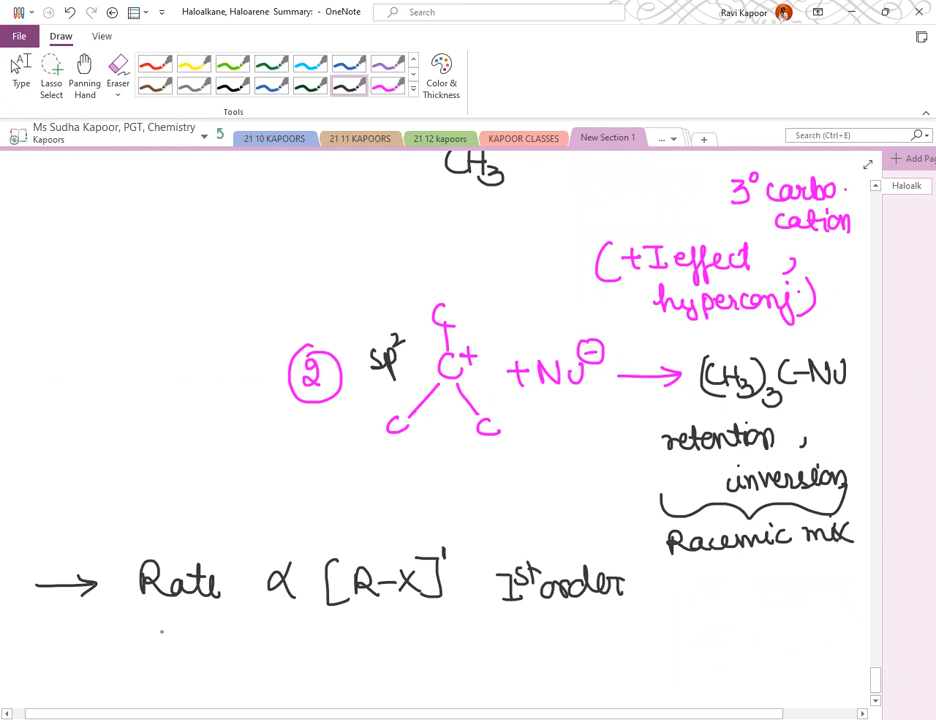 Haloalkane, Haloarene Summary: - OneNote
Search
Ravi Kapoor
File
Draw
View
Type
Lasso Select
Panning Hand
Eraser
Color & Thickness
Tools
Ms Sudha Kapoor, PGT, Chemistry
Kapoors
21 10 KAPOORS
21 11 KAPOORS
21 12 kapoors
KAPOOR CLASSES
New Section 1
...
Search (Ctrl+E)
Add Pa
Haloalk
CH3
3° carbo.
cation
(+I effect,
hyperconj.)
C
② sp² C+ + Nu⊖ → (CH3)3 C-NU
C C
retention,
inversion
Racemic mix
→ Rate ∝ [R-X]' Ist order